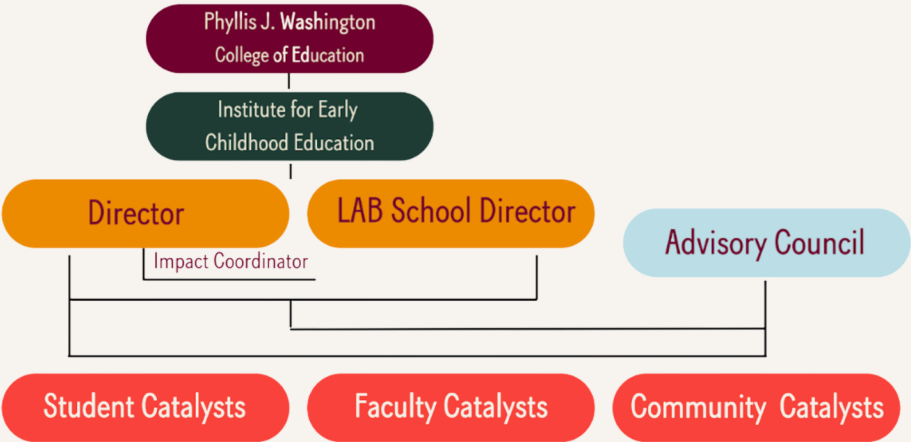 Phyllis J. Washington
College of Education
Institute for Early
Childhood Education
Director
LAB School Director
Advisory Council
Impact Coordinator
Student Catalysts
Faculty Catalysts
Community Catalysts